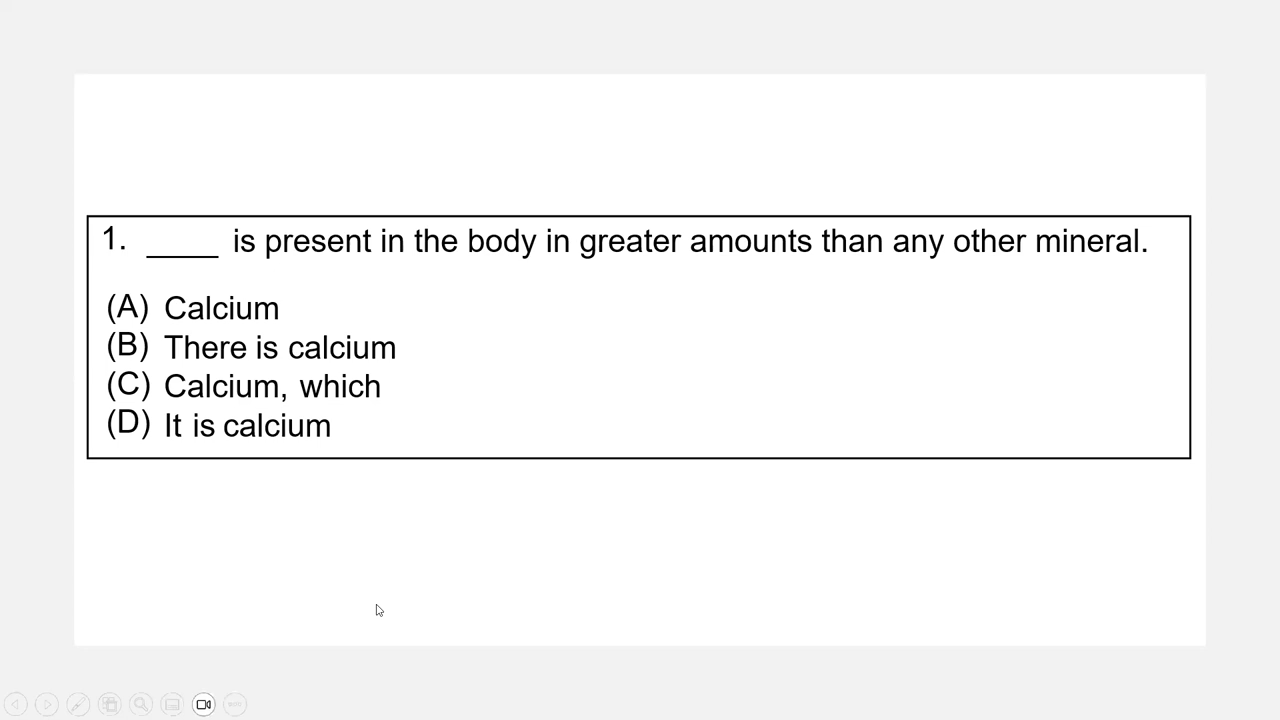 1. ____ is present in the body in greater amounts than any other mineral.
(A) Calcium
(B) There is calcium
(C) Calcium, which
(D) It is calcium